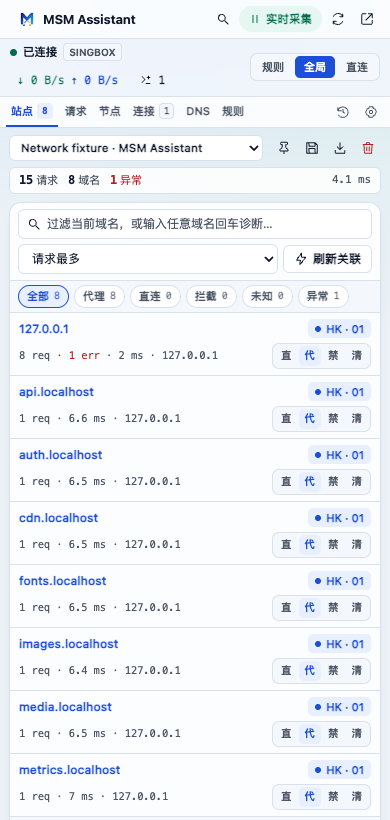 MSM Assistant
实时采集
已连接 SINGBOX
↓ 0 B/s ↑ 0 B/s 1
规则 全局 直连
站点 8 请求 节点 连接 1 DNS 规则
Network fixture · MSM Assistant
15 请求 8 域名 1 异常 4.1 ms
过滤当前域名，或输入任意域名回车诊断...
请求最多 刷新关联
全部 8 代理 8 直连 0 拦截 0 未知 0 异常 1
127.0.0.1 HK · 01
8 req · 1 err · 2 ms · 127.0.0.1 直 代 禁 清
api.localhost HK · 01
1 req · 6.6 ms · 127.0.0.1 直 代 禁 清
auth.localhost HK · 01
1 req · 6.5 ms · 127.0.0.1 直 代 禁 清
cdn.localhost HK · 01
1 req · 6.5 ms · 127.0.0.1 直 代 禁 清
fonts.localhost HK · 01
1 req · 6.5 ms · 127.0.0.1 直 代 禁 清
images.localhost HK · 01
1 req · 6.4 ms · 127.0.0.1 直 代 禁 清
media.localhost HK · 01
1 req · 6.5 ms · 127.0.0.1 直 代 禁 清
metrics.localhost HK · 01
1 req · 7 ms · 127.0.0.1 直 代 禁 清